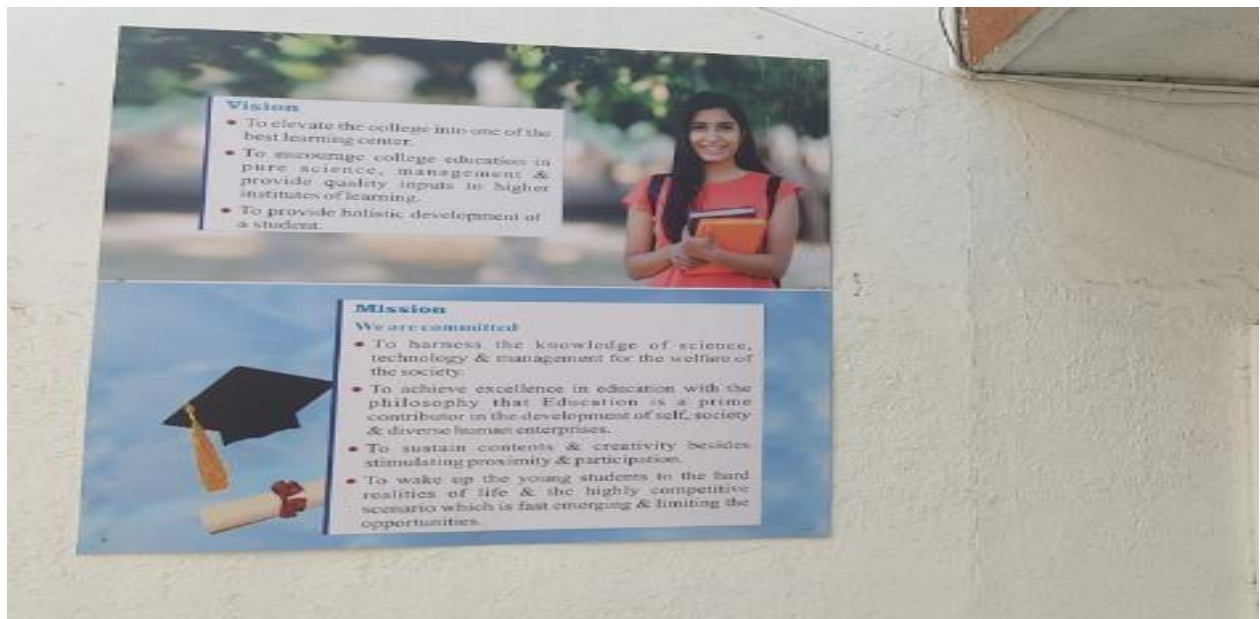 Vision
• To elevate the college into one of the
best learning center.
• To encourage college education in
pure science, management &
provide quality inputs to higher
institutes of learning.
• To provide holistic development of
a student.
Mission
We are committed
• To harness the knowledge of science,
technology & management for the welfare of
the society.
• To achieve excellence in education with the
philosophy that Education is a prime
contributor in the development of self, society
& diverse human enterprises.
• To sustain contents & creativity besides
stimulating proximity & participation.
• To wake up the young students to the hard
realities of life & the highly competitive
scenario which is fast emerging & limiting the
opportunities.